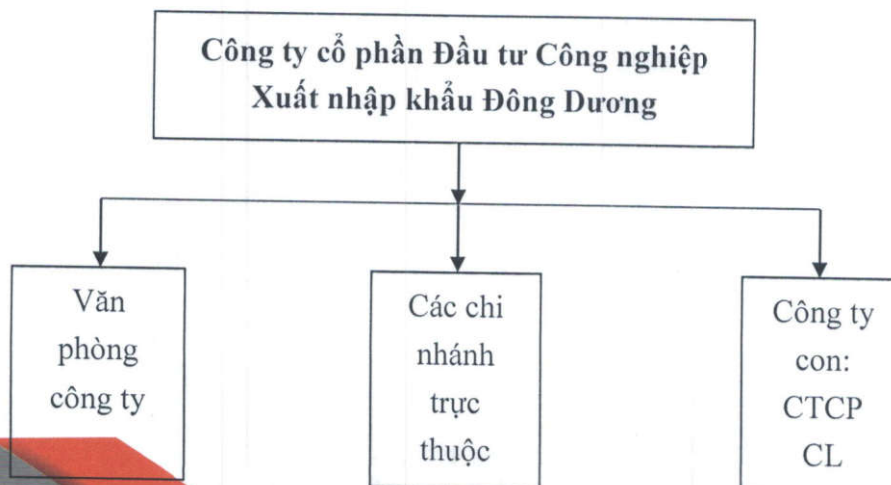 Công ty cổ phần Đầu tư Công nghiệp
Xuất nhập khẩu Đông Dương
Văn
phòng
công ty
Các chi
nhánh
trực
thuộc
Công ty
con:
CTCP
CL